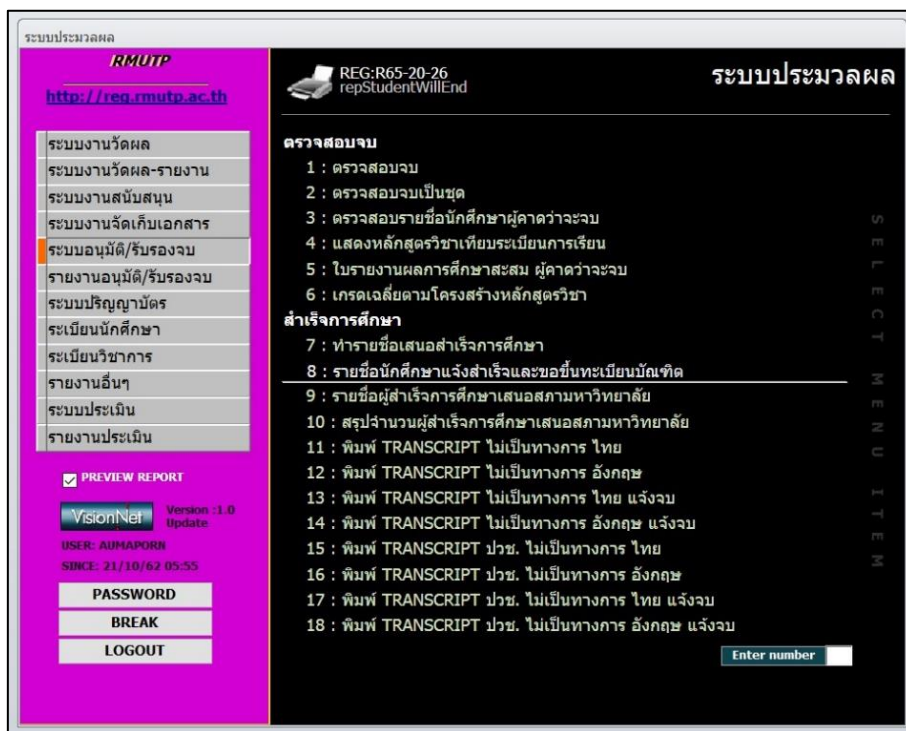 ระบบประมวลผล
RMUTP
http://reg.rmutp.ac.th
ระบบงานวัดผล
ระบบงานวัดผล-รายงาน
ระบบงานสนับสนุน
ระบบงานจัดเก็บเอกสาร
ระบบอนุมัติ/รับรองจบ
รายงานอนุมัติ/รับรองจบ
ระบบปริญญาบัตร
ระเบียนนักศึกษา
ระเบียนวิชาการ
รายงานอื่นๆ
ระบบประเมิน
รายงานประเมิน
PREVIEW REPORT
VisionNet
Version :1.0
Update
USER: AUMAPORN
SINCE: 21/10/62 05:55
PASSWORD
BREAK
LOGOUT
REG:R65-20-26
repStudentWillEnd
ระบบประมวลผล
ตรวจสอบจบ
1 : ตรวจสอบจบ
2 : ตรวจสอบจบเป็นชุด
3 : ตรวจสอบรายชื่อนักศึกษาผู้คาดว่าจะจบ
4 : แสดงหลักสูตรวิชาเทียบระเบียนการเรียน
5 : ใบรายงานผลการศึกษาสะสม ผู้คาดว่าจะจบ
6 : เกรดเฉลี่ยตามโครงสร้างหลักสูตรวิชา
สำเร็จการศึกษา
7 : ทำรายชื่อเสนอสำเร็จการศึกษา
8 : รายชื่อนักศึกษาแจ้งสำเร็จและขอขึ้นทะเบียนบัณฑิต
9 : รายชื่อผู้สำเร็จการศึกษาเสนอสภามหาวิทยาลัย
10 : สรุปจำนวนผู้สำเร็จการศึกษาเสนอสภามหาวิทยาลัย
11 : พิมพ์ TRANSCRIPT ไม่เป็นทางการ ไทย
12 : พิมพ์ TRANSCRIPT ไม่เป็นทางการ อังกฤษ
13 : พิมพ์ TRANSCRIPT ไม่เป็นทางการ ไทย แจ้งจบ
14 : พิมพ์ TRANSCRIPT ไม่เป็นทางการ อังกฤษ แจ้งจบ
15 : พิมพ์ TRANSCRIPT ปวช. ไม่เป็นทางการ ไทย
16 : พิมพ์ TRANSCRIPT ปวช. ไม่เป็นทางการ อังกฤษ
17 : พิมพ์ TRANSCRIPT ปวช. ไม่เป็นทางการ ไทย แจ้งจบ
18 : พิมพ์ TRANSCRIPT ปวช. ไม่เป็นทางการ อังกฤษ แจ้งจบ
Enter number
SELECT MENU ITEM